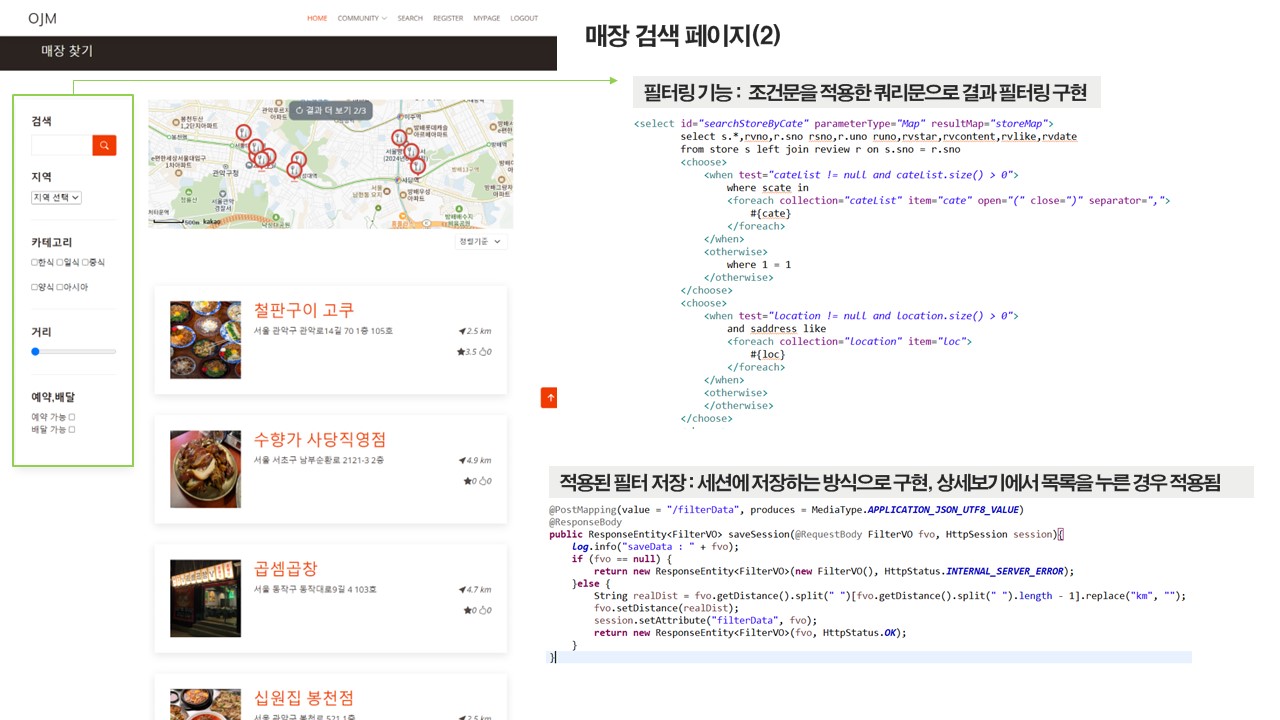 OJM
HOME COMMUNITY SEARCH REGISTER MYPAGE LOGOUT
매장 찾기
검색
지역
지역 선택
카테고리
한식 일식 중식
양식 아시아
거리
예약,배달
예약 가능
배달 가능
결과 더 보기 2/3
관악구청
500m kakao
정렬기준
철판구이 고쿠
서울 관악구 관악로14길 70 1층 105호
2.5 km
3.5 0
수향가 사당직영점
서울 서초구 남부순환로 2121-3 2층
4.9 km
0 0
곱셈곱창
서울 동작구 동작대로9길 4 103호
4.7 km
0 0
십원집 봉천점
서울 관악구 봉천로 521 1층
2.5 km
매장 검색 페이지(2)
필터링 기능 : 조건문을 적용한 쿼리문으로 결과 필터링 구현
<select id="searchStoreByCate" parameterType="Map" resultMap="storeMap">
select s.*,rvno,r.sno rsno,r.uno runo,rvstar,rvcontent,rvlike,rvdate
from store s left join review r on s.sno = r.sno
<choose>
<when test="cateList != null and cateList.size() > 0">
where scate in
<foreach collection="cateList" item="cate" open="(" close=")" separator=",">
#{cate}
</foreach>
</when>
<otherwise>
where 1 = 1
</otherwise>
</choose>
<choose>
<when test="location != null and location.size() > 0">
and saddress like
<foreach collection="location" item="loc">
#{loc}
</foreach>
</when>
<otherwise>
</otherwise>
</choose>
적용된 필터 저장 : 세션에 저장하는 방식으로 구현, 상세보기에서 목록을 누른 경우 적용됨
@PostMapping(value = "/filterData", produces = MediaType.APPLICATION_JSON_UTF8_VALUE)
@ResponseBody
public ResponseEntity<FilterVO> saveSession(@RequestBody FilterVO fvo, HttpSession session){
log.info("saveData : " + fvo);
if (fvo == null) {
return new ResponseEntity<FilterVO>(new FilterVO(), HttpStatus.INTERNAL_SERVER_ERROR);
}else {
String realDist = fvo.getDistance().split(" ")[fvo.getDistance().split(" ").length - 1].replace("km", "");
fvo.setDistance(realDist);
session.setAttribute("filterData", fvo);
return new ResponseEntity<FilterVO>(fvo, HttpStatus.OK);
}
}